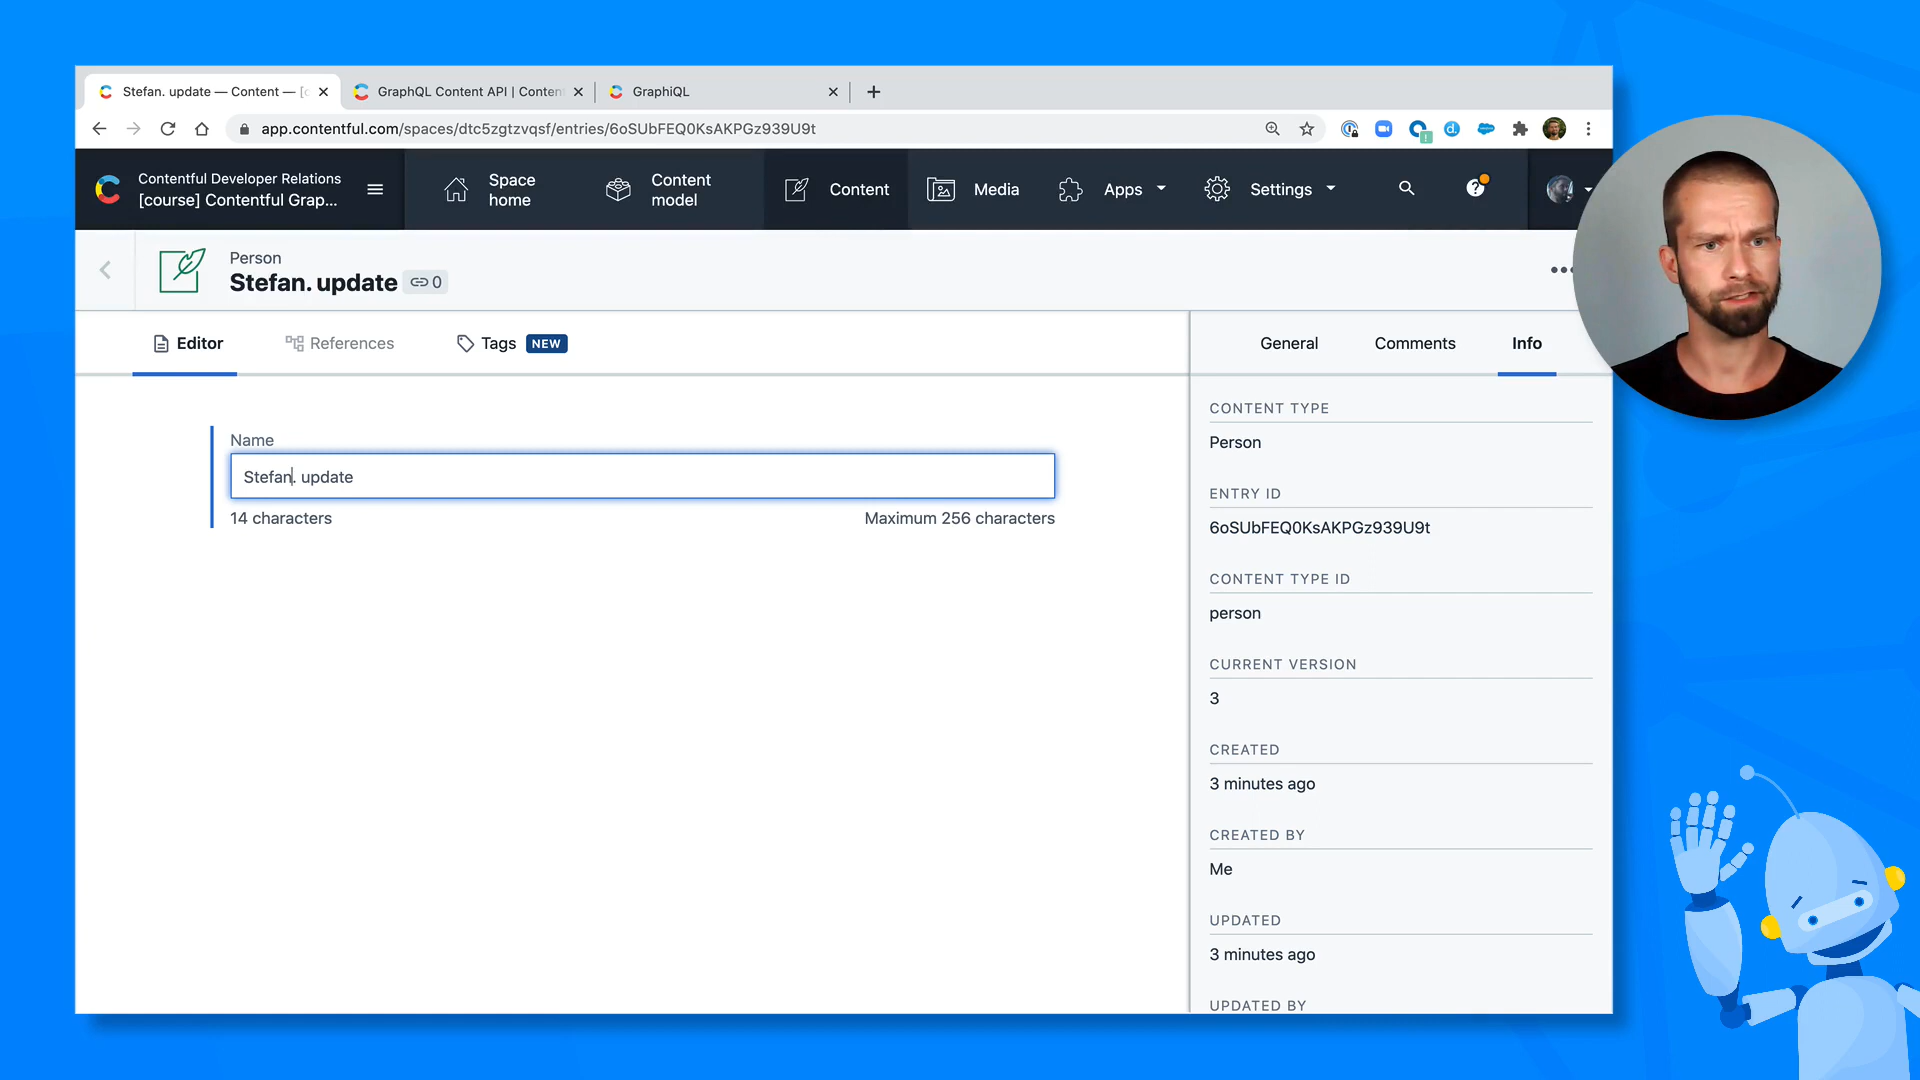 Stefan. update — Content — [c
GraphQL Content API | Conten
GraphiQL
app.contentful.com/spaces/dtc5zgtzvqsf/entries/6oSUbFEQ0KsAKPGz939U9t
Contentful Developer Relations
[course] Contentful Grap...
Space home
Content model
Content
Media
Apps
Settings
Person
Stefan. update
0
Editor
References
Tags NEW
General
Comments
Info
Name
Stefan. update
14 characters
Maximum 256 characters
CONTENT TYPE
Person
ENTRY ID
6oSUbFEQ0KsAKPGz939U9t
CONTENT TYPE ID
person
CURRENT VERSION
3
CREATED
3 minutes ago
CREATED BY
Me
UPDATED
3 minutes ago
UPDATED BY